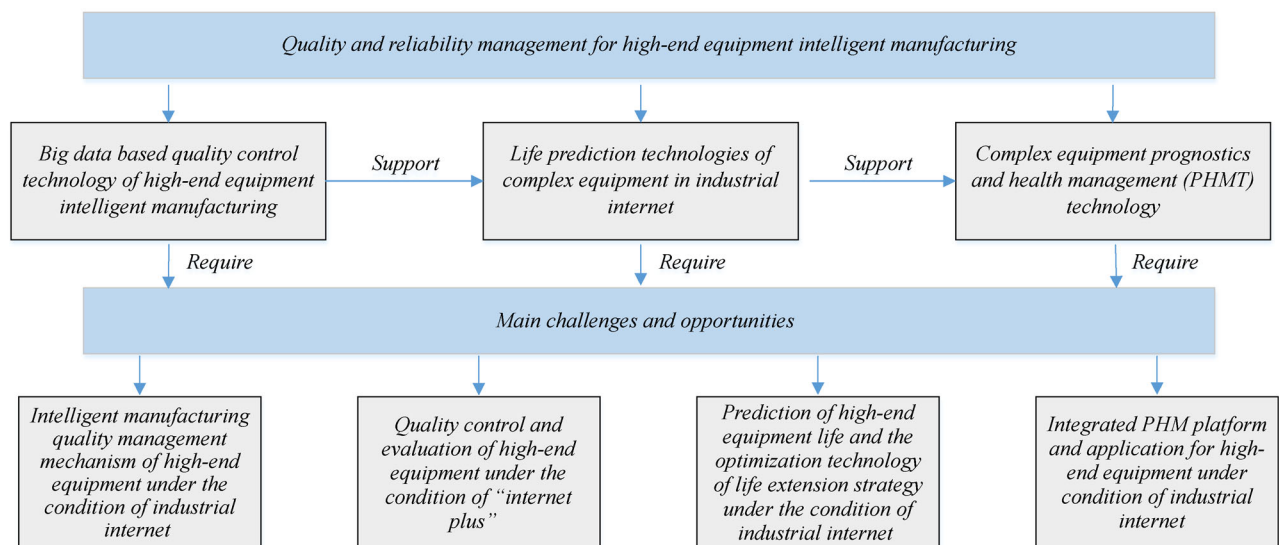 Quality and reliability management for high-end equipment intelligent manufacturing
Big data based quality control
technology of high-end equipment
intelligent manufacturing
Support
Life prediction technologies of
complex equipment in industrial
internet
Support
Complex equipment prognostics
and health management (PHMT)
technology
Require
Require
Require
Main challenges and opportunities
Intelligent manufacturing
quality management
mechanism of high-end
equipment under the
condition of industrial
internet
Quality control and
evaluation of high-end
equipment under the
condition of “internet
plus”
Prediction of high-end
equipment life and the
optimization technology
of life extension strategy
under the condition of
industrial internet
Integrated PHM platform
and application for high-
end equipment under
condition of industrial
internet